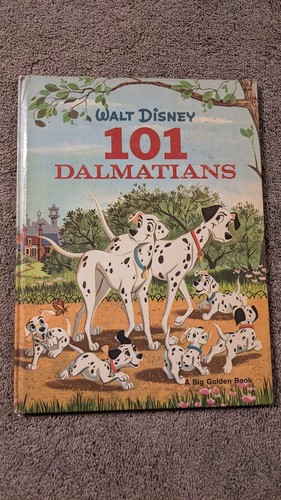 WALT DISNEY
101
DALMATIANS
A Big Golden Book